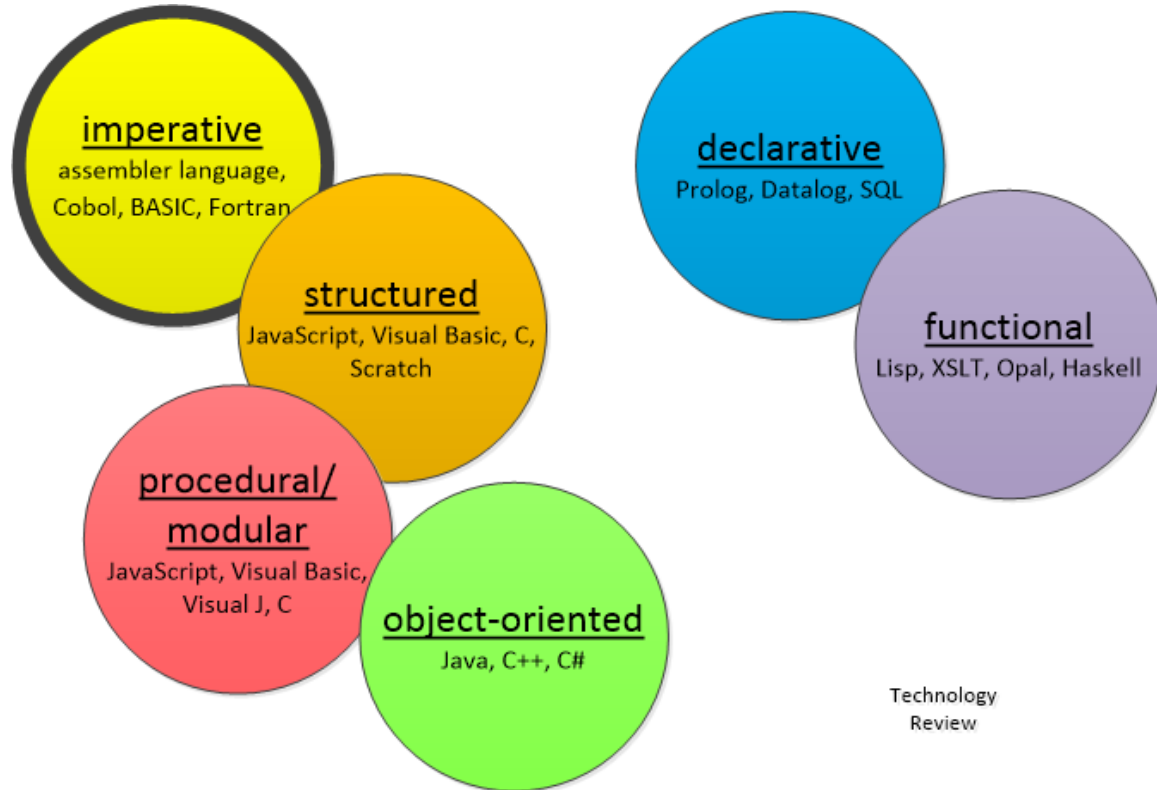 imperative
assembler language,
Cobol, BASIC, Fortran
structured
JavaScript, Visual Basic, C,
Scratch
procedural/
modular
JavaScript, Visual Basic,
Visual J, C
object-oriented
Java, C++, C#
declarative
Prolog, Datalog, SQL
functional
Lisp, XSLT, Opal, Haskell
Technology
Review